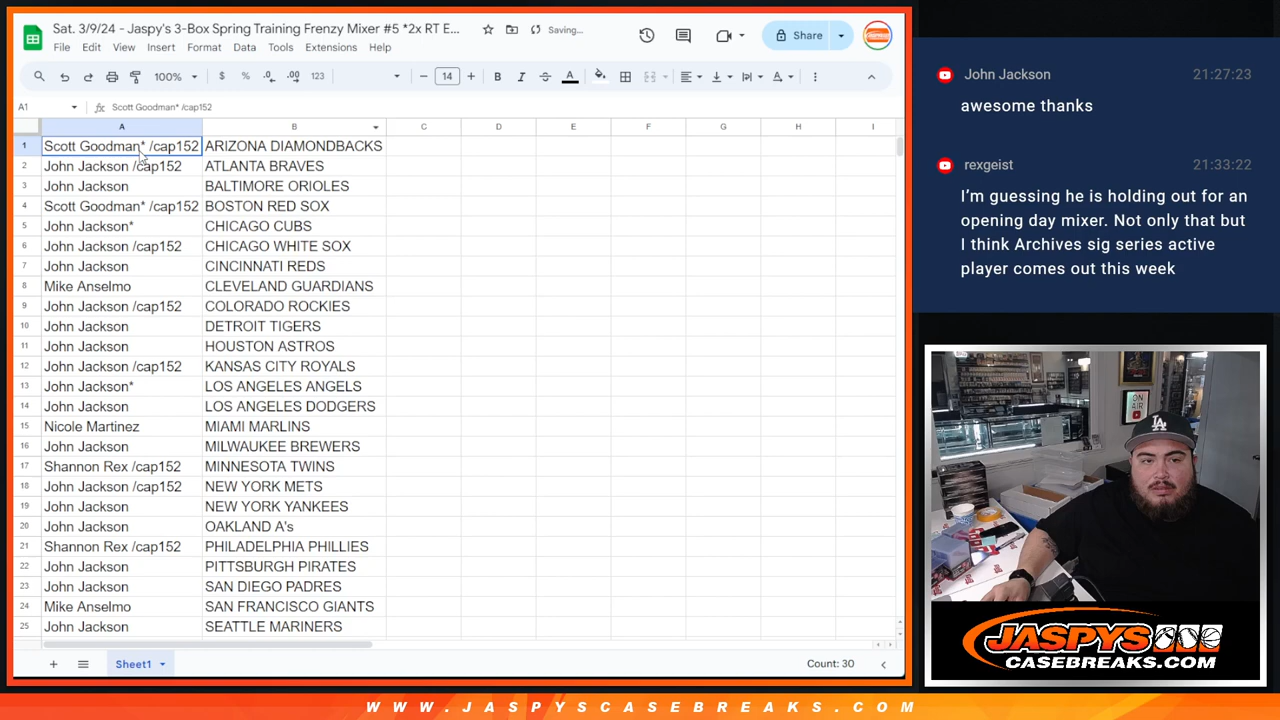 Sat. 3/9/24 - Jaspy's 3-Box Spring Training Frenzy Mixer #5 *2x RT E...
Saving...
Share
File Edit View Insert Format Data Tools Extensions Help
100% $ % .0 .00 123 14 B I A
A1 Scott Goodman* /cap152
A B C D E F G H I
1 Scott Goodman* /cap152 ARIZONA DIAMONDBACKS
2 John Jackson /cap152 ATLANTA BRAVES
3 John Jackson BALTIMORE ORIOLES
4 Scott Goodman* /cap152 BOSTON RED SOX
5 John Jackson* CHICAGO CUBS
6 John Jackson /cap152 CHICAGO WHITE SOX
7 John Jackson CINCINNATI REDS
8 Mike Anselmo CLEVELAND GUARDIANS
9 John Jackson /cap152 COLORADO ROCKIES
10 John Jackson DETROIT TIGERS
11 John Jackson HOUSTON ASTROS
12 John Jackson /cap152 KANSAS CITY ROYALS
13 John Jackson* LOS ANGELES ANGELS
14 John Jackson LOS ANGELES DODGERS
15 Nicole Martinez MIAMI MARLINS
16 John Jackson MILWAUKEE BREWERS
17 Shannon Rex /cap152 MINNESOTA TWINS
18 John Jackson /cap152 NEW YORK METS
19 John Jackson NEW YORK YANKEES
20 John Jackson OAKLAND A's
21 Shannon Rex /cap152 PHILADELPHIA PHILLIES
22 John Jackson PITTSBURGH PIRATES
23 John Jackson SAN DIEGO PADRES
24 Mike Anselmo SAN FRANCISCO GIANTS
25 John Jackson SEATTLE MARINERS
Sheet1
Count: 30
John Jackson 21:27:23
awesome thanks
rexgeist 21:33:22
I'm guessing he is holding out for an
opening day mixer. Not only that but
I think Archives sig series active
player comes out this week
ON AIR
LA
JASPYS
CASEBREAKS.COM
WWW.JASPYSCASEBREAKS.COM